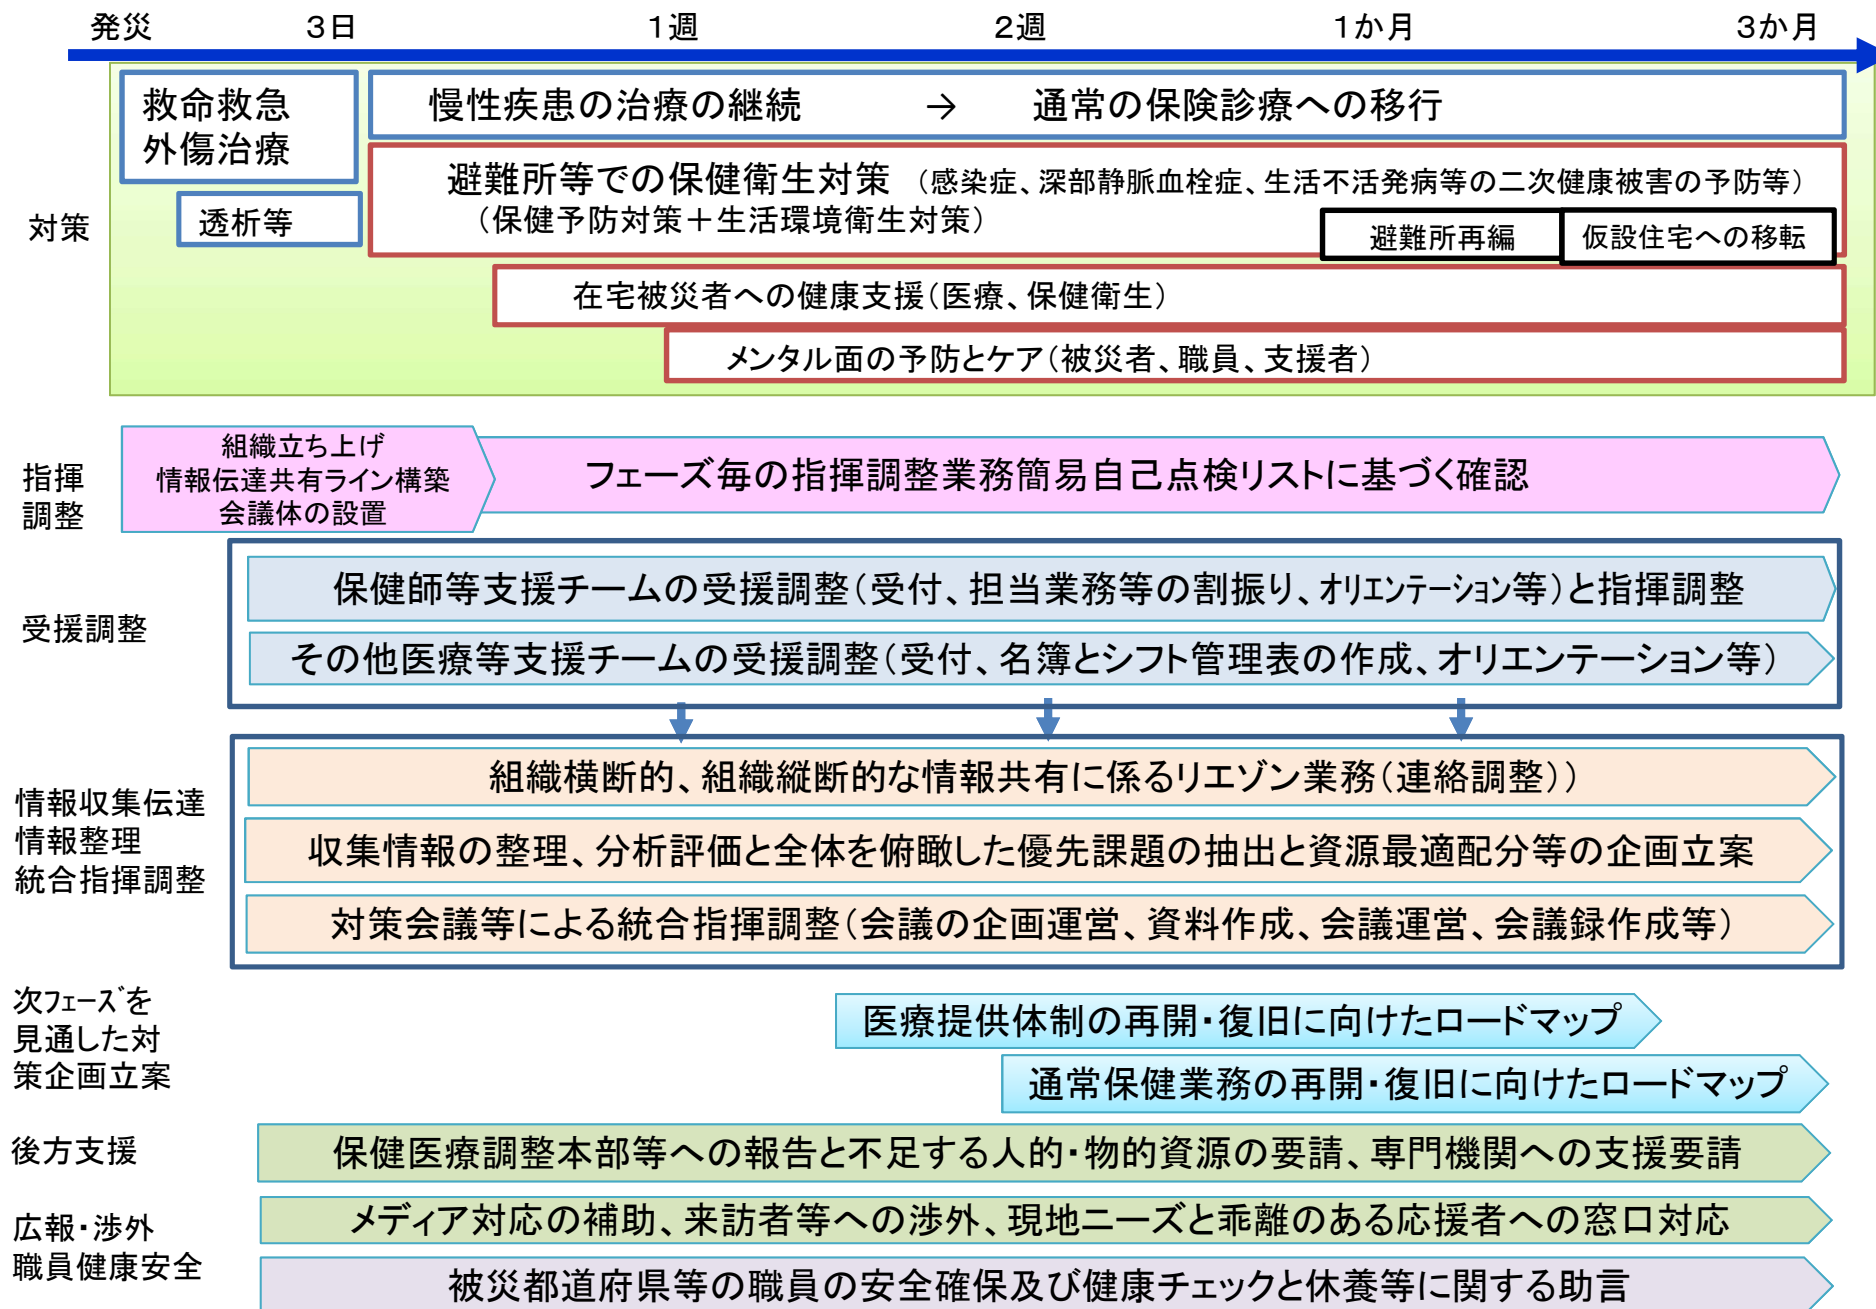 発災 3日 1週 2週 1か月 3か月
対策
救命救急
外傷治療
慢性疾患の治療の継続 → 通常の保険診療への移行
透析等
避難所等での保健衛生対策 （感染症、深部静脈血栓症、生活不活発病等の二次健康被害の予防等）
（保健予防対策＋生活環境衛生対策）
避難所再編
仮設住宅への移転
在宅被災者への健康支援（医療、保健衛生）
メンタル面の予防とケア（被災者、職員、支援者）
指揮
調整
組織立ち上げ
情報伝達共有ライン構築
会議体の設置
フェーズ毎の指揮調整業務簡易自己点検リストに基づく確認
受援調整
保健師等支援チームの受援調整（受付、担当業務等の割振り、オリエンテーション等）と指揮調整
その他医療等支援チームの受援調整（受付、名簿とシフト管理表の作成、オリエンテーション等）
情報収集伝達
情報整理
統合指揮調整
組織横断的、組織縦断的な情報共有に係るリエゾン業務（連絡調整））
収集情報の整理、分析評価と全体を俯瞰した優先課題の抽出と資源最適配分等の企画立案
対策会議等による統合指揮調整（会議の企画運営、資料作成、会議運営、会議録作成等）
次フェーズを
見通した対
策企画立案
医療提供体制の再開・復旧に向けたロードマップ
通常保健業務の再開・復旧に向けたロードマップ
後方支援
保健医療調整本部等への報告と不足する人的・物的資源の要請、専門機関への支援要請
広報・渉外
職員健康安全
メディア対応の補助、来訪者等への渉外、現地ニーズと乖離のある応援者への窓口対応
被災都道府県等の職員の安全確保及び健康チェックと休養等に関する助言